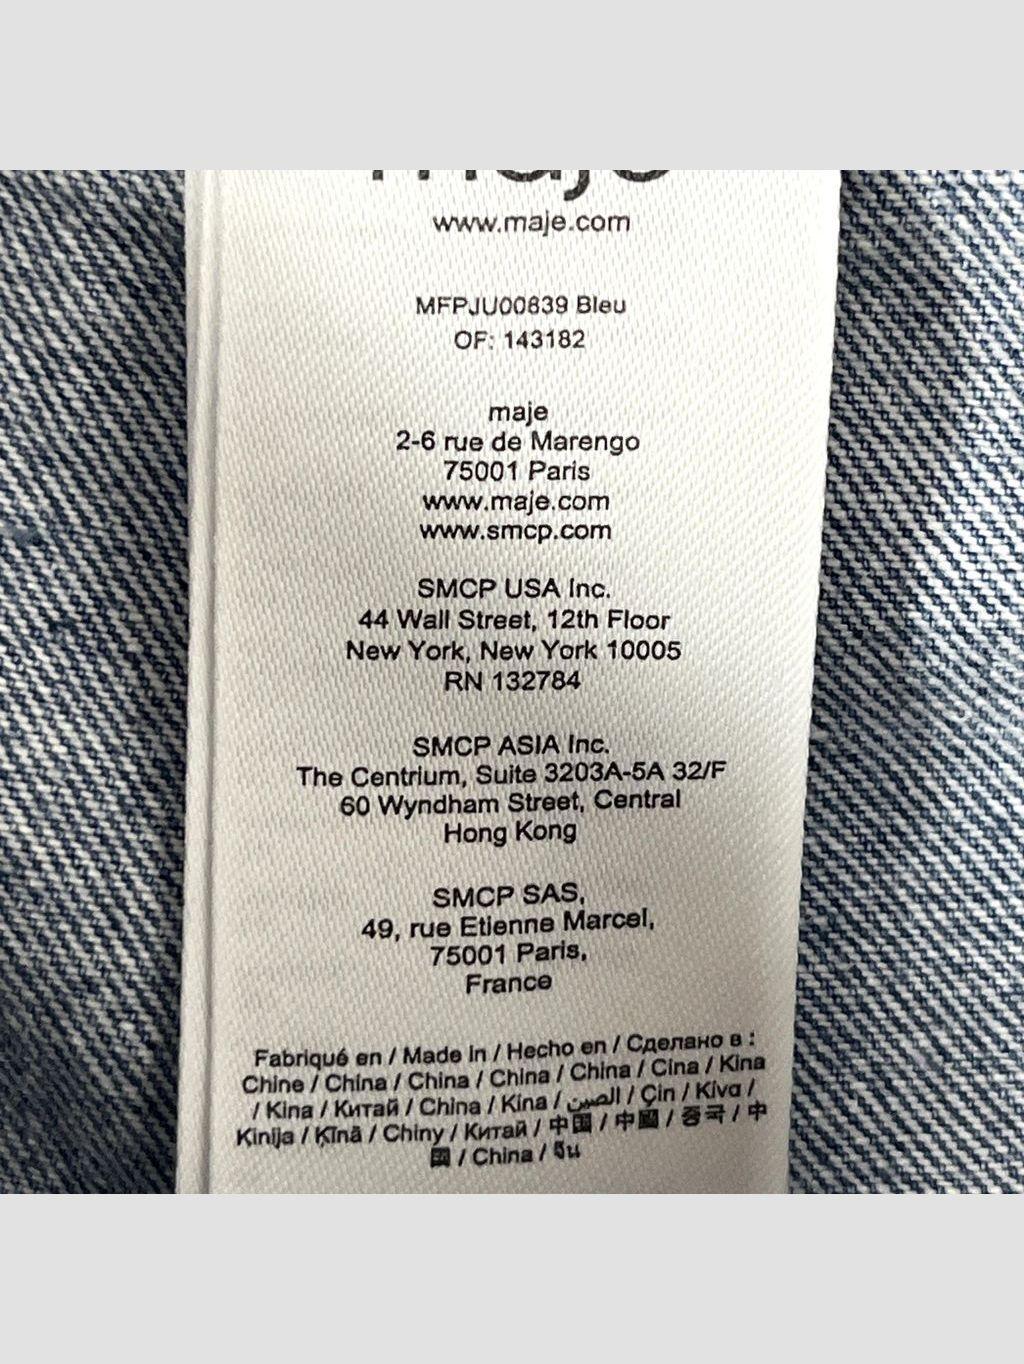 maje
www.maje.com
MFPJU00839 Bleu
OF: 143182
maje
2-6 rue de Marengo
75001 Paris
www.maje.com
www.smcp.com
SMCP USA Inc.
44 Wall Street, 12th Floor
New York, New York 10005
RN 132784
SMCP ASIA Inc.
The Centrium, Suite 3203A-5A 32/F
60 Wyndham Street, Central
Hong Kong
SMCP SAS,
49, rue Etienne Marcel,
75001 Paris,
France
Fabriqué en / Made in / Hecho en / Сделано в :
Chine / China / China / China / China / Cina / Kina
/ Kina / Китай / China / Kina / الصين / Çin / Κίνα /
Kinija / Ķīnā / Chiny / Китай / 中国 / 中國 / 중국 / 中
国 / China / จีน